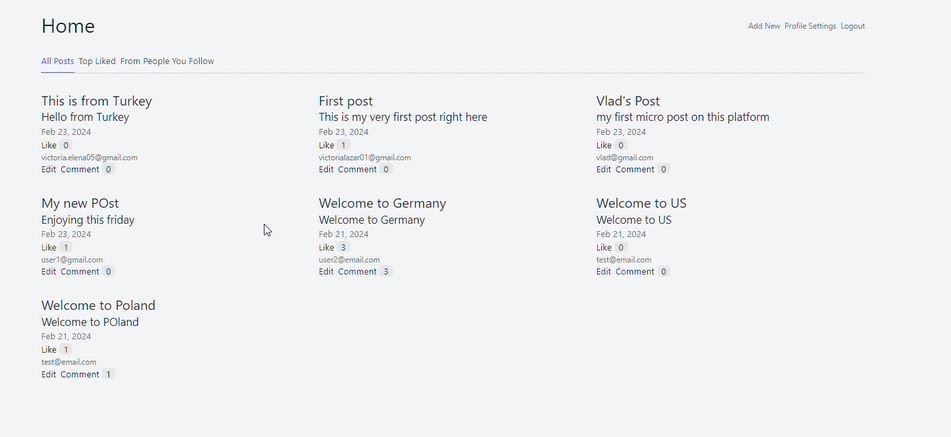 Home
Add New Profile Settings Logout
All Posts Top Liked From People You Follow
This is from Turkey
Hello from Turkey
Feb 23, 2024
Like 0
victoria.elena05@gmail.com
Edit Comment 0
First post
This is my very first post right here
Feb 23, 2024
Like 1
victorialazar01@gmail.com
Edit Comment 0
Vlad's Post
my first micro post on this platform
Feb 23, 2024
Like 0
vlad@gmail.com
Edit Comment 0
My new POst
Enjoying this friday
Feb 23, 2024
Like 1
user1@gmail.com
Edit Comment 0
Welcome to Germany
Welcome to Germany
Feb 21, 2024
Like 3
user2@email.com
Edit Comment 3
Welcome to US
Welcome to US
Feb 21, 2024
Like 0
test@email.com
Edit Comment 0
Welcome to Poland
Welcome to POland
Feb 21, 2024
Like 1
test@email.com
Edit Comment 1